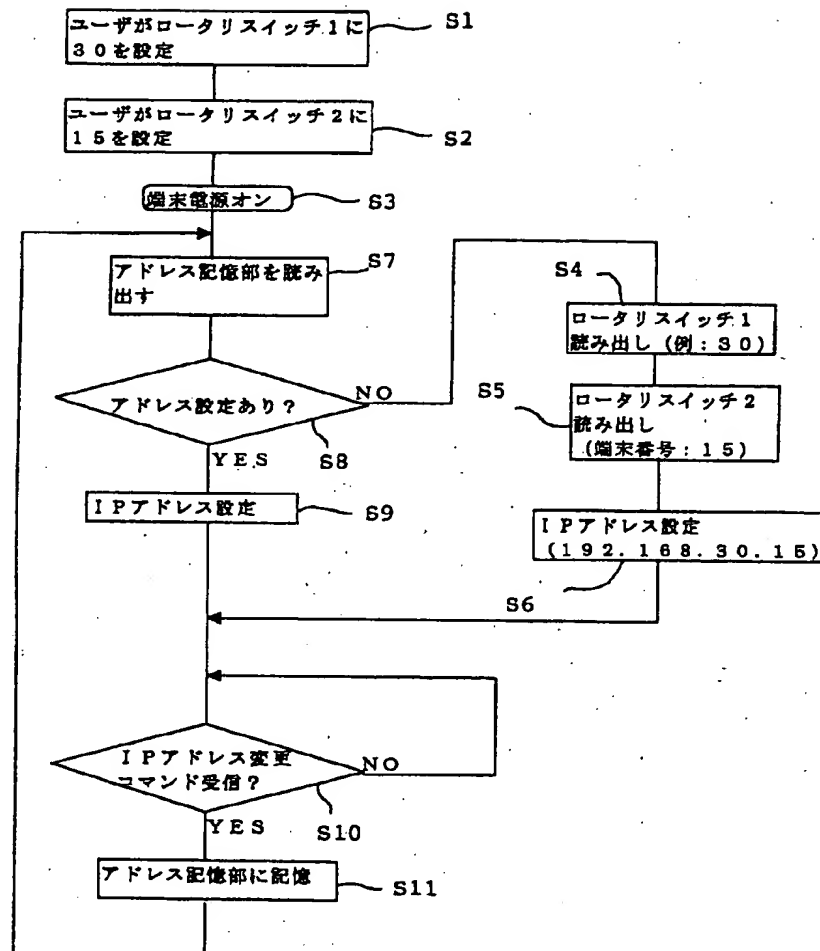 ユーザがロータリスイッチ1に
30を設定
S1
ユーザがロータリスイッチ2に
15を設定
S2
端末電源オン
S3
アドレス記憶部を読み
出す
S7
アドレス設定あり?
NO
YES
S8
IPアドレス設定
S9
S4
ロータリスイッチ1
読み出し(例:30)
S5
ロータリスイッチ2
読み出し
(端末番号:15)
IPアドレス設定
(192.168.30.15)
S6
IPアドレス変更
コマンド受信?
NO
YES
S10
アドレス記憶部に記憶
S11